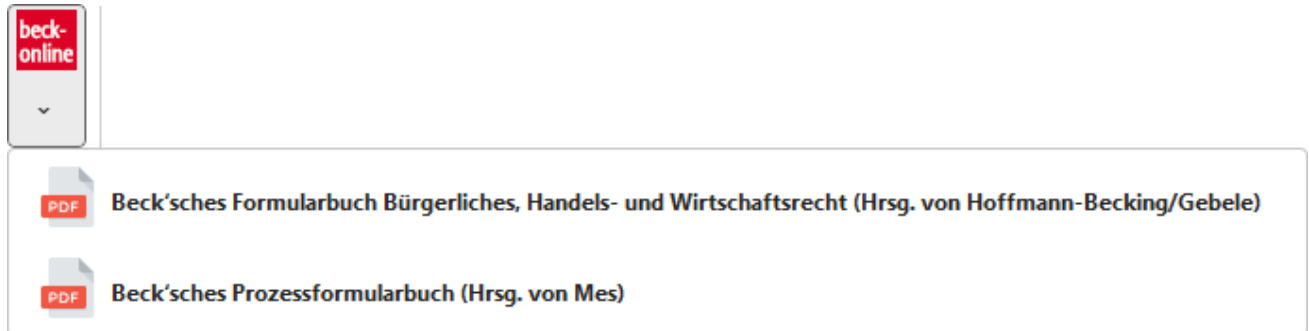 beck-
online
PDF
Beck‘sches Formularbuch Bürgerliches, Handels- und Wirtschaftsrecht (Hrsg. von Hoffmann-Becking/Gebele)
PDF
Beck‘sches Prozessformularbuch (Hrsg. von Mes)